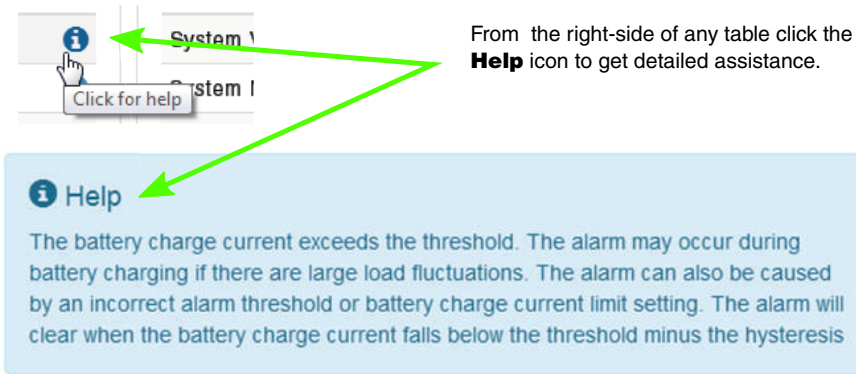 System
From the right-side of any table click the
Help icon to get detailed assistance.
Click for help
Help
The battery charge current exceeds the threshold. The alarm may occur during
battery charging if there are large load fluctuations. The alarm can also be caused
by an incorrect alarm threshold or battery charge current limit setting. The alarm will
clear when the battery charge current falls below the threshold minus the hysteresis